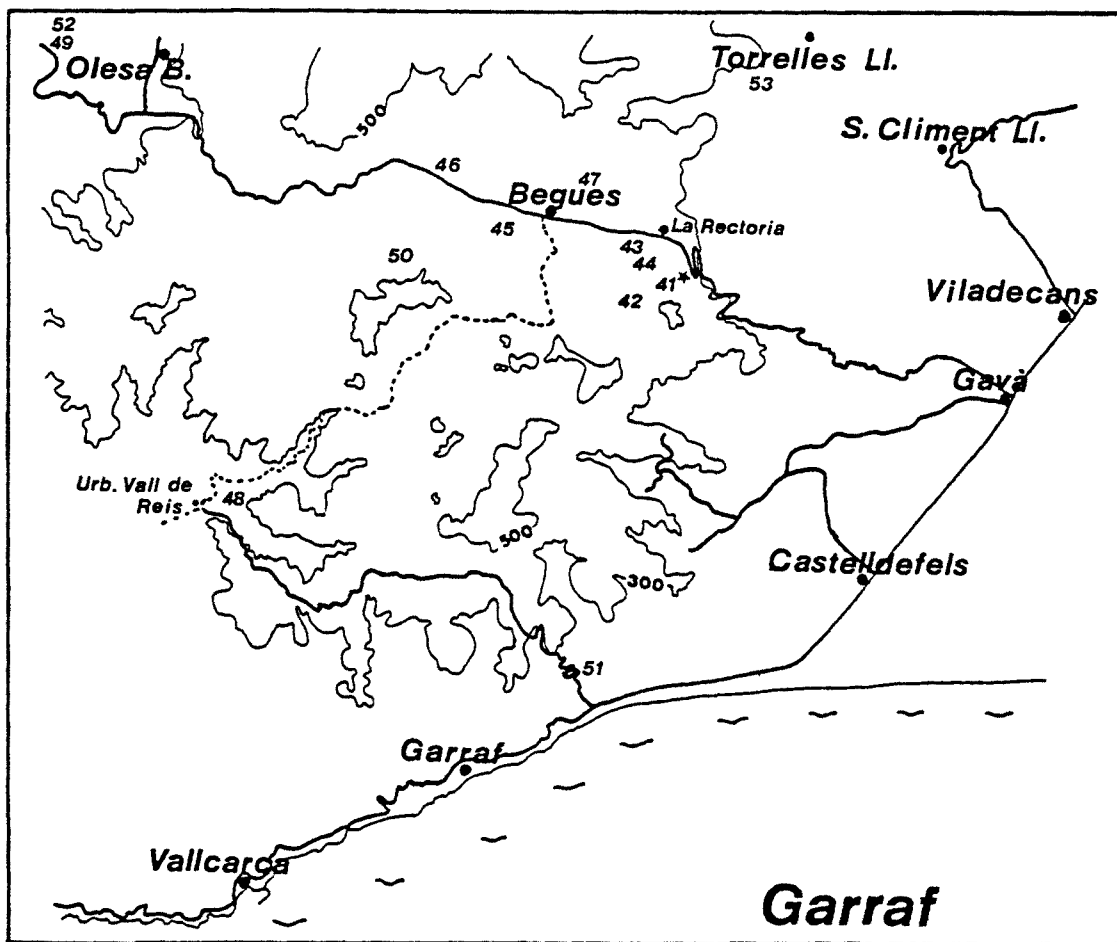 52
49
Olesa B.
Torrelles Ll.
53
500
S. Climent Ll.
46
47
Begues
45
La Rectoria
43
44
50
41*
42
Viladecans
Gavà
Urb. Vall de
Reis.
48
500
300
Castelldefels
51
Garraf
Vallcarca
Garraf